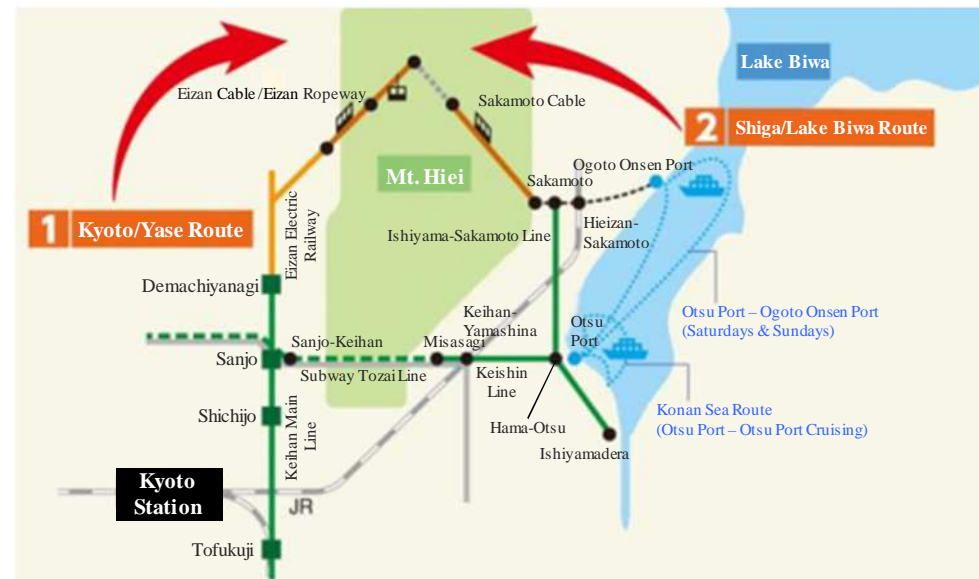 Lake Biwa
Eizan Cable /Eizan Ropeway
Sakamoto Cable
2 Shiga/Lake Biwa Route
Mt. Hiei
Ogoto Onsen Port
Sakamoto
1 Kyoto/Yase Route
Eizan Electric
Railway
Ishiyama-Sakamoto Line
Hieizan-
Sakamoto
Demachiyanagi
Otsu Port – Ogoto Onsen Port
(Saturdays & Sundays)
Keihan-
Yamashina
Otsu
Port
Sanjo-Keihan
Misasagi
Sanjo
Subway Tozai Line
Keishin
Line
Shichijo
Keihan Main
Line
Hama-Otsu
Konan Sea Route
(Otsu Port – Otsu Port Cruising)
Ishiyamadera
Kyoto
Station
JR
Tofukuji